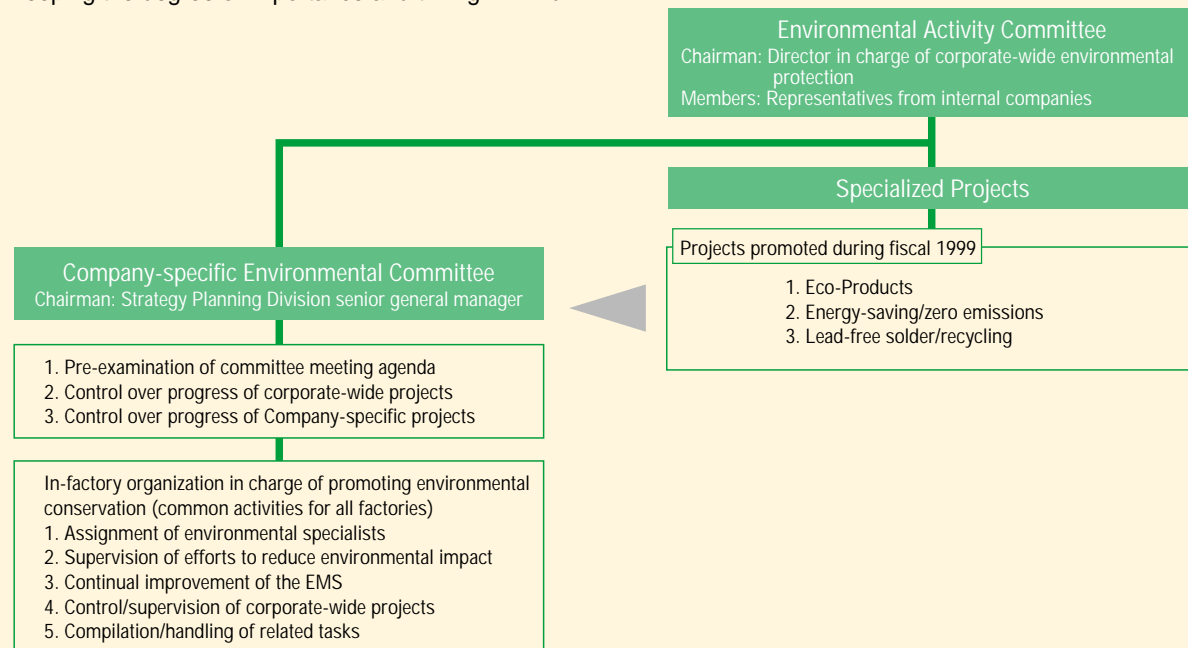 Environmental Activity Committee
Chairman: Director in charge of corporate-wide environmental
protection
Members: Representatives from internal companies
Specialized Projects
Projects promoted during fiscal 1999
1. Eco-Products
2. Energy-saving/zero emissions
3. Lead-free solder/recycling
Company-specific Environmental Committee
Chairman: Strategy Planning Division senior general manager
1. Pre-examination of committee meeting agenda
2. Control over progress of corporate-wide projects
3. Control over progress of Company-specific projects
In-factory organization in charge of promoting environmental
conservation (common activities for all factories)
1. Assignment of environmental specialists
2. Supervision of efforts to reduce environmental impact
3. Continual improvement of the EMS
4. Control/supervision of corporate-wide projects
5. Compilation/handling of related tasks